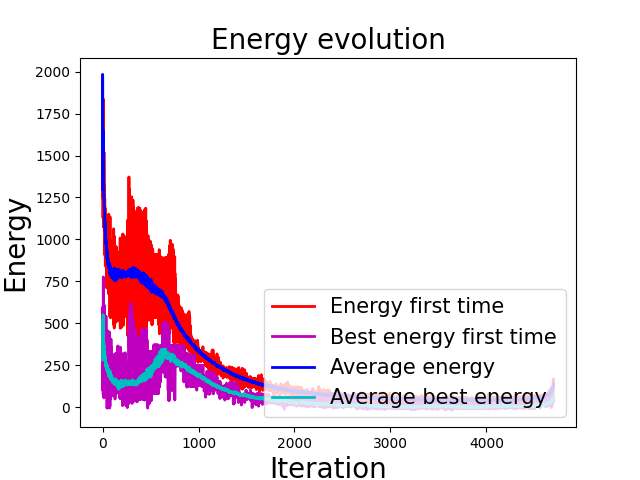 Energy evolution
2000
1750
1500
1250
1000
750
500
250
0
Energy
Energy first time
Best energy first time
Average energy
Average best energy
0
1000
2000
3000
4000
Iteration